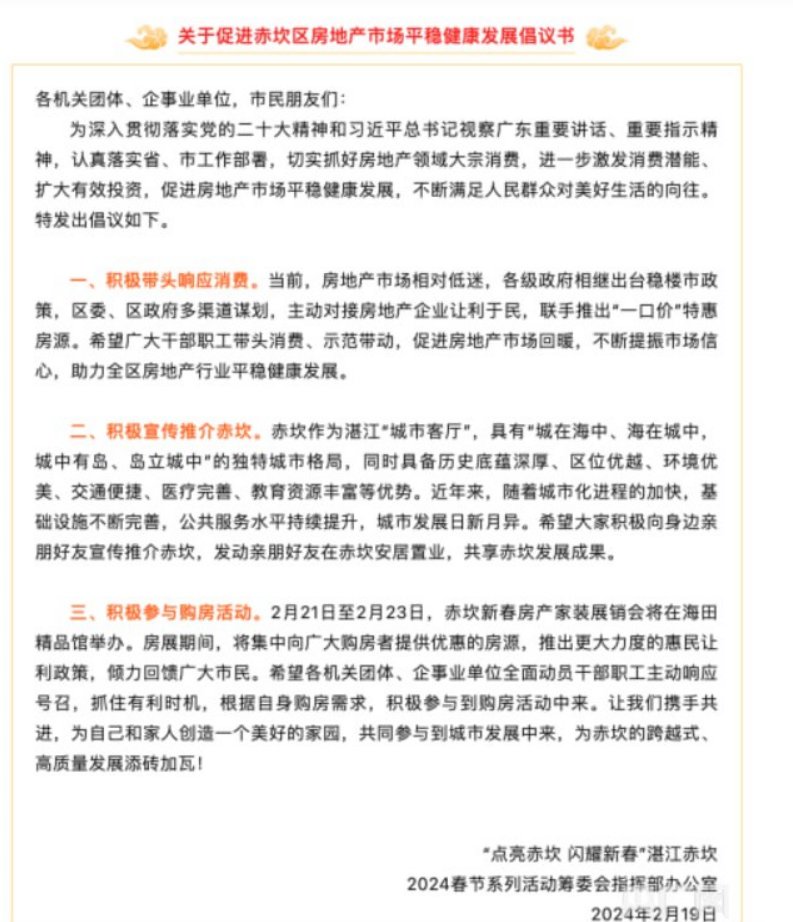 关于促进赤坎区房地产市场平稳健康发展倡议书
各机关团体、企事业单位，市民朋友们：
为深入贯彻落实党的二十大精神和习近平总书记视察广东重要讲话、重要指示精
神，认真落实省、市工作部署，切实抓好房地产领域大宗消费，进一步激发消费潜能、
扩大有效投资，促进房地产市场平稳健康发展，不断满足人民群众对美好生活的向往。
特发出倡议如下。
一、积极带头响应消费。当前，房地产市场相对低迷，各级政府相继出台稳楼市政
策，区委、区政府多渠道谋划，主动对接房地产企业让利于民，联手推出“一口价”特惠
房源。希望广大干部职工带头消费、示范带动，促进房地产市场回暖，不断提振市场信
心，助力全区房地产行业平稳健康发展。
二、积极宣传推介赤坎。赤坎作为湛江“城市客厅”，具有“城在海中、海在城中，
城中有岛、岛立城中”的独特城市格局，同时具备历史底蕴深厚、区位优越、环境优
美、交通便捷、医疗完善、教育资源丰富等优势。近年来，随着城市化进程的加快，基
础设施不断完善，公共服务水平持续提升，城市发展日新月异。希望大家积极向身边亲
朋好友宣传推介赤坎，发动亲朋好友在赤坎安居置业，共享赤坎发展成果。
三、积极参与购房活动。2月21日至2月23日，赤坎新春房产家装展销会将在海田
精品馆举办。房展期间，将集中向广大购房者提供优惠的房源，推出更大力度的惠民让
利政策，倾力回馈广大市民。希望各机关团体、企事业单位全面动员干部职工主动响应
号召，抓住有利时机，根据自身购房需求，积极参与到购房活动中来。让我们携手共
进，为自己和家人创造一个美好的家园，共同参与到城市发展中来，为赤坎的跨越式、
高质量发展添砖加瓦！
“点亮赤坎 闪耀新春”湛江赤坎
2024春节系列活动筹委会指挥部办公室
2024年2月19日